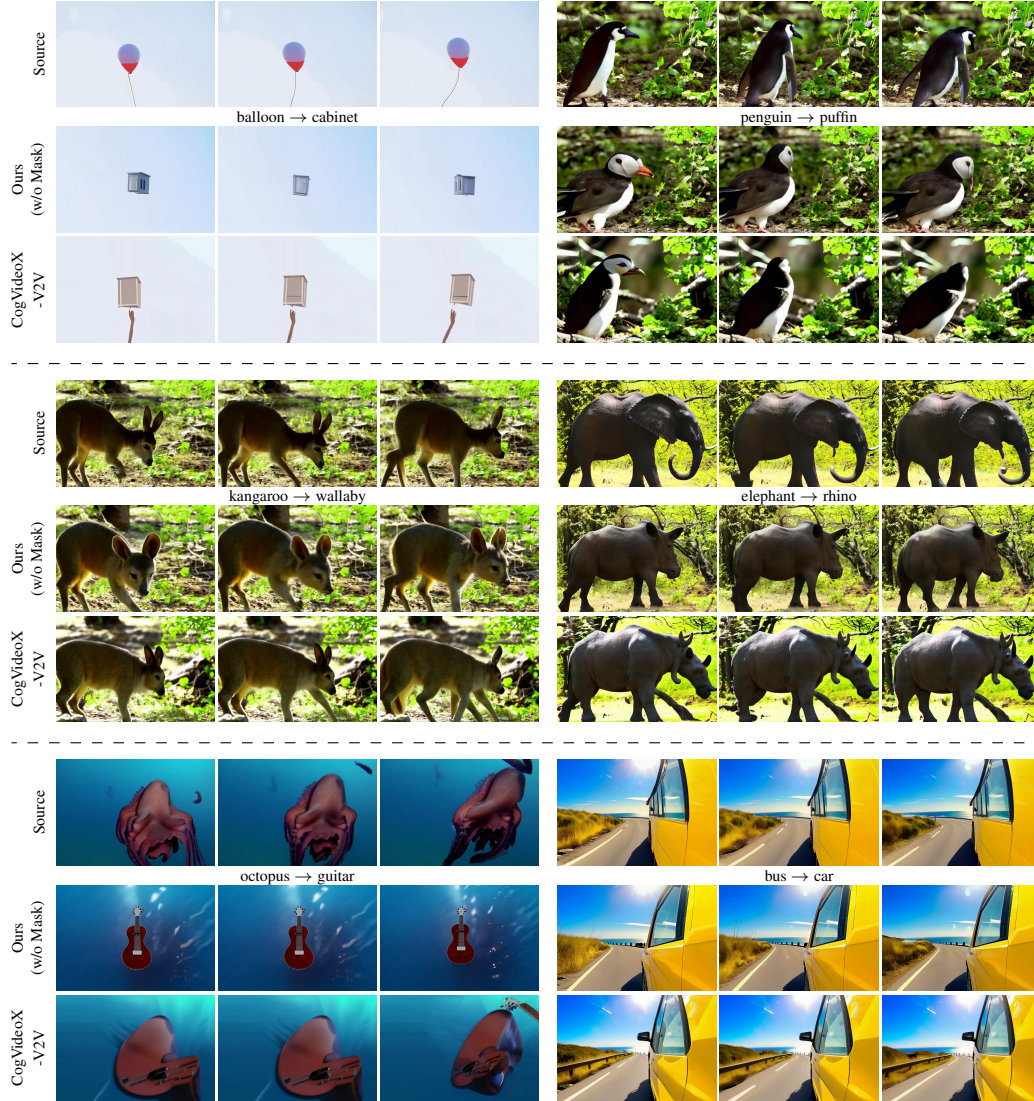 Source
balloon → cabinet
penguin → puffin
Ours
(w/o Mask)
CogVideoX
-V2V
Source
kangaroo → wallaby
elephant → rhino
Ours
(w/o Mask)
CogVideoX
-V2V
Source
octopus → guitar
bus → car
Ours
(w/o Mask)
CogVideoX
-V2V